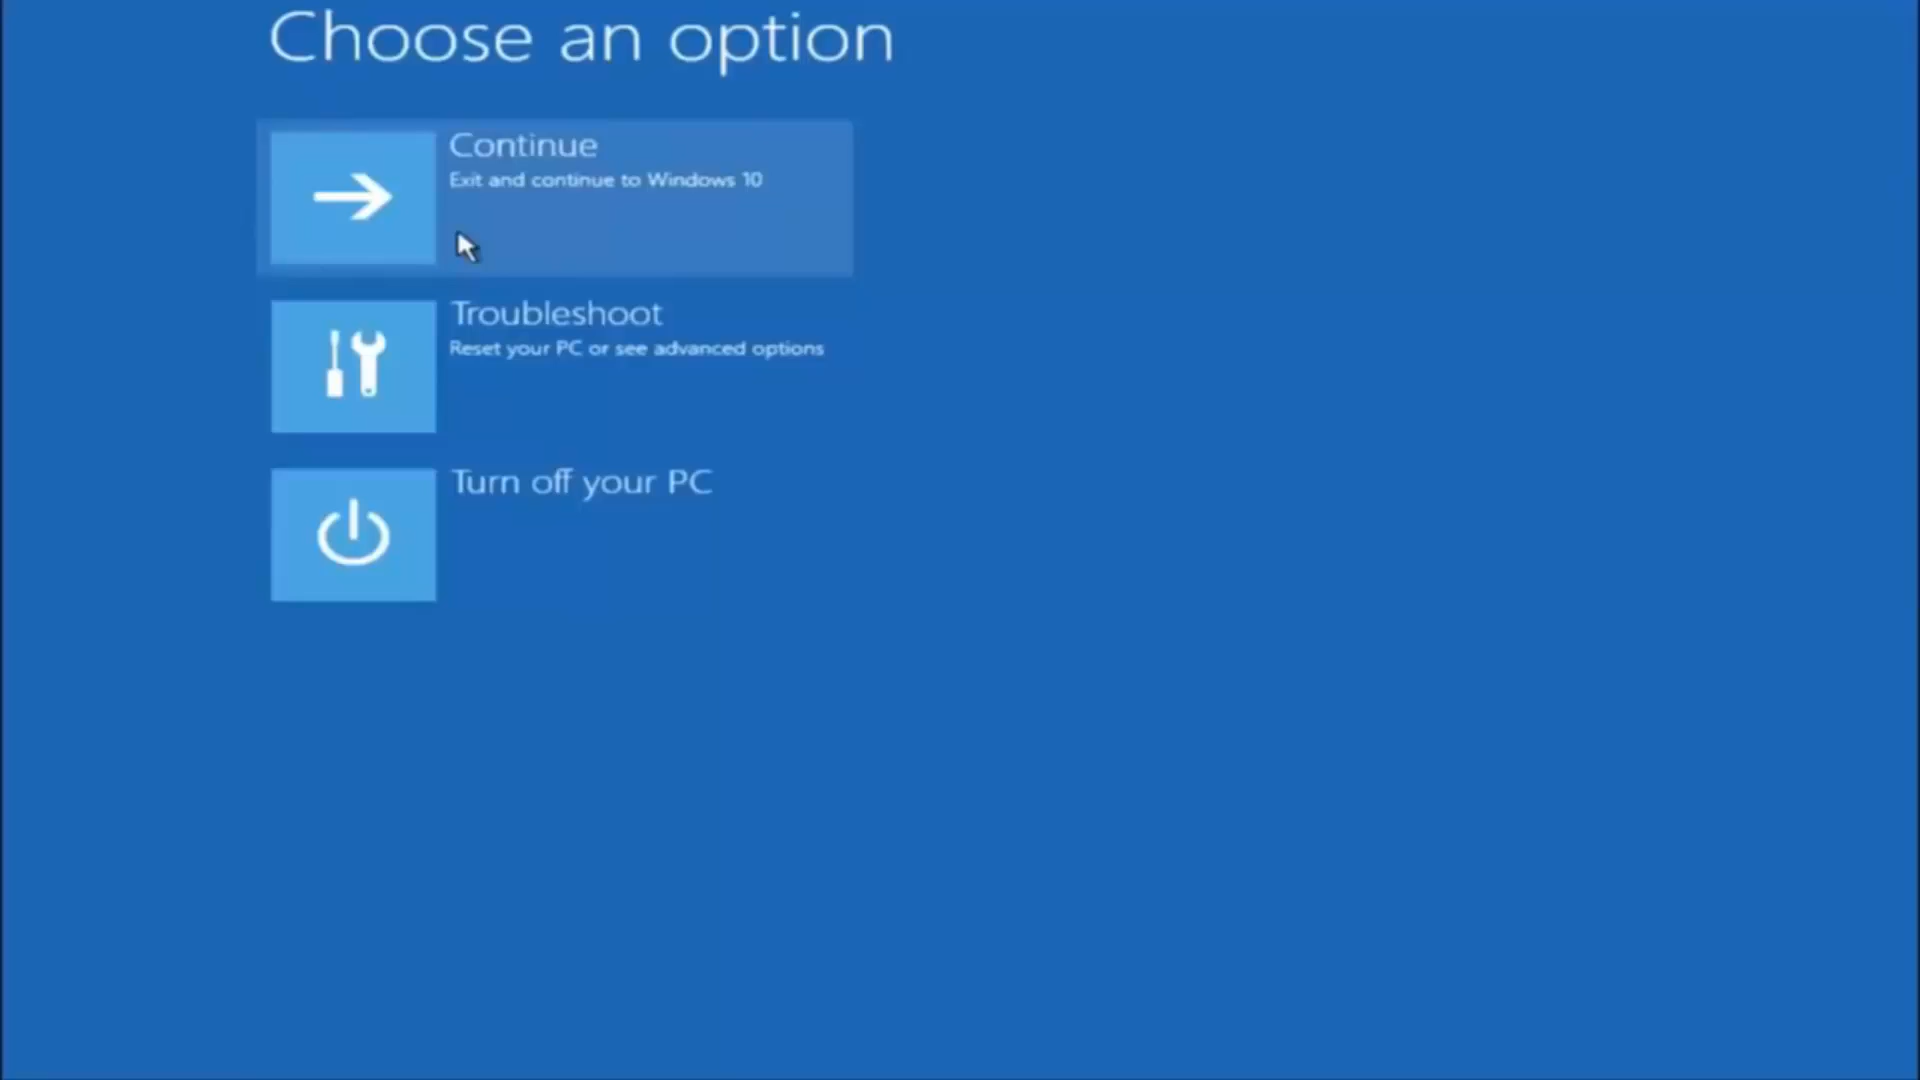 Choose an option
Continue
Exit and continue to Windows 10
Troubleshoot
Reset your PC or see advanced options
Turn off your PC